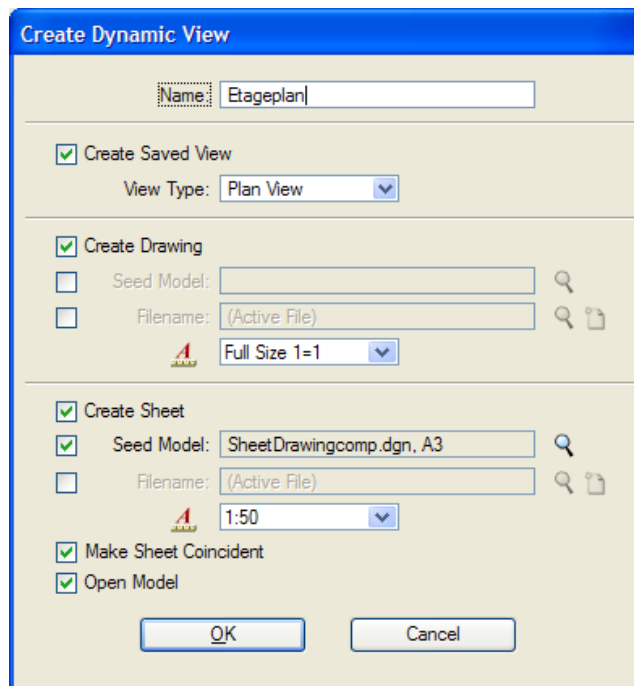 Create Dynamic View
Name: Etageplan
Create Saved View
View Type: Plan View
Create Drawing
Seed Model:
Filename: (Active File)
A Full Size 1=1
Create Sheet
Seed Model: SheetDrawingcomp.dgn, A3
Filename: (Active File)
A 1:50
Make Sheet Coincident
Open Model
OK Cancel